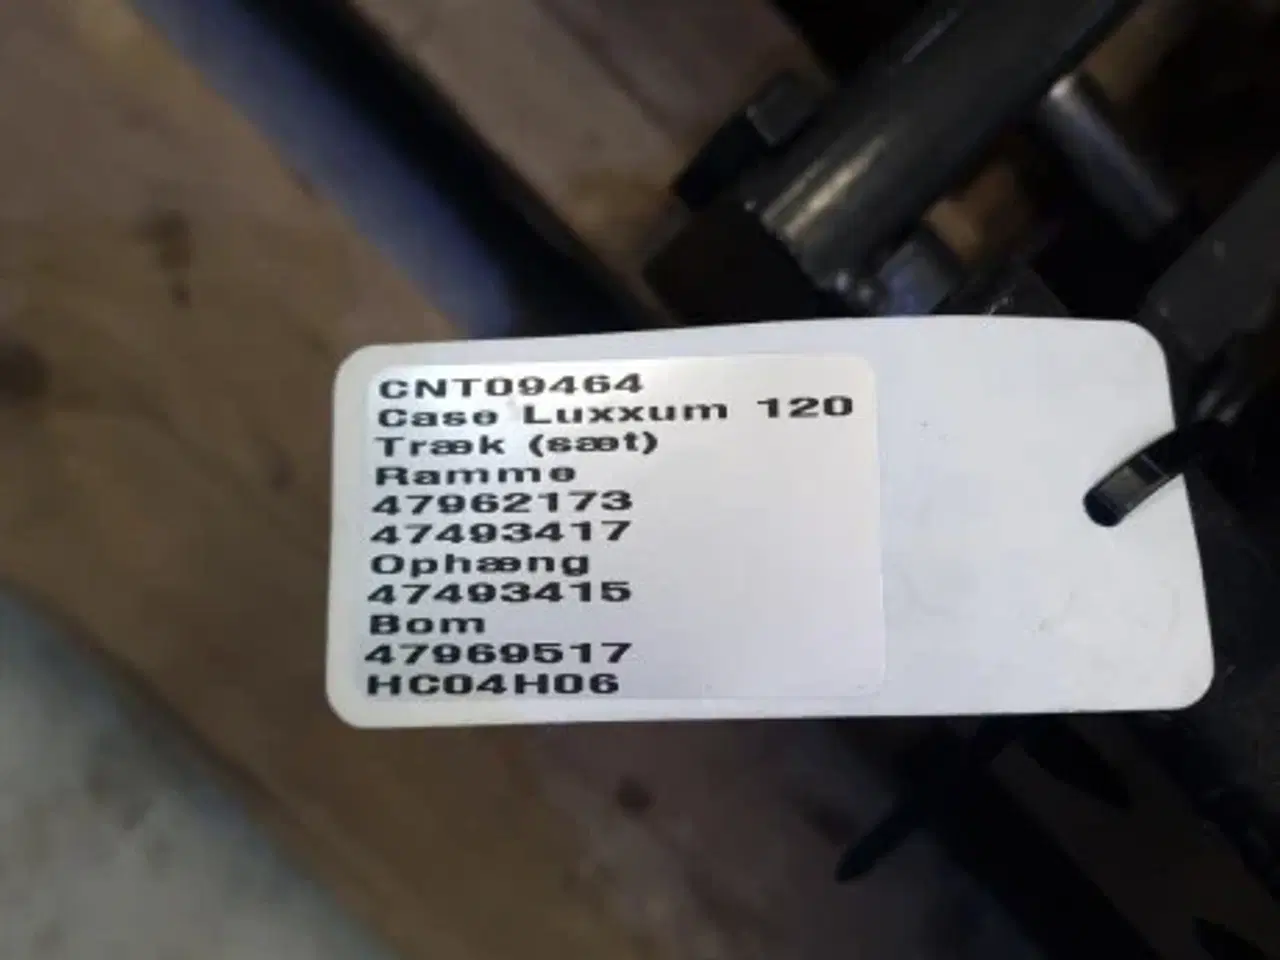 CNT09464
Case Luxxum 120
Træk (sæt)
Ramme
47962173
47493417
Ophæng
47493415
Bom
47969517
HC04H06